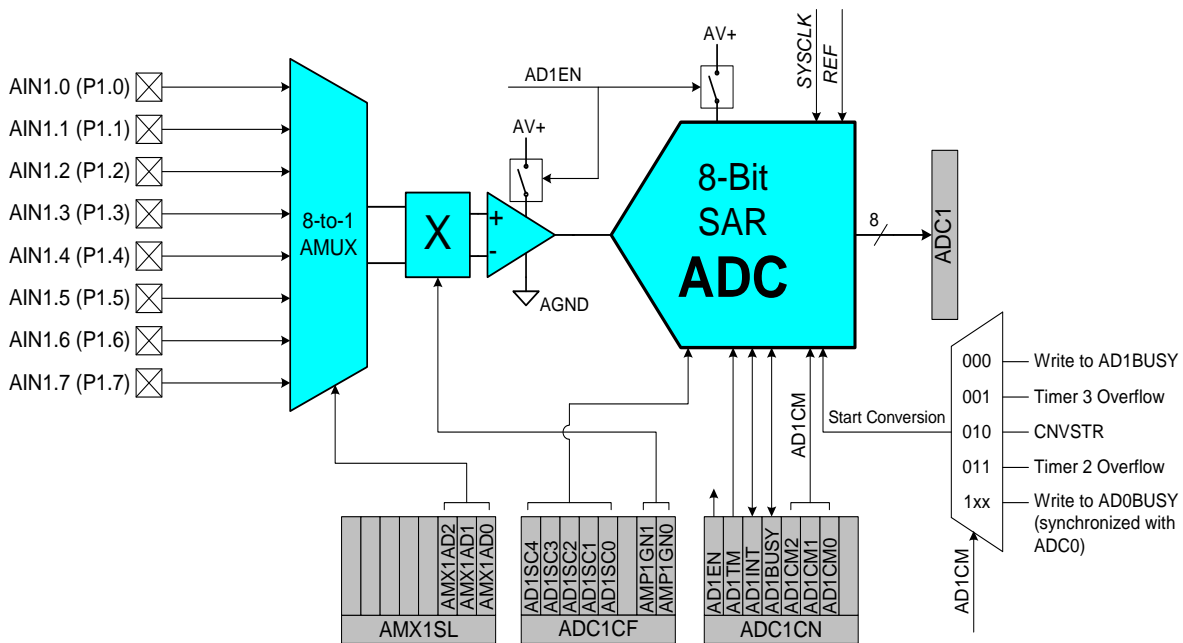 AV+
SYSCLK
REF
AD1EN
AIN1.0 (P1.0)
AIN1.1 (P1.1)
AIN1.2 (P1.2)
AIN1.3 (P1.3)
AIN1.4 (P1.4)
AIN1.5 (P1.5)
AIN1.6 (P1.6)
AIN1.7 (P1.7)
8-to-1
AMUX
X
AV+
+
-
AGND
8-Bit
SAR
ADC
8
ADC1
000
Write to AD1BUSY
001
Timer 3 Overflow
010
CNVSTR
011
Timer 2 Overflow
1xx
Write to AD0BUSY
(synchronized with
ADC0)
Start Conversion
AD1CM
AD1CM
AMX1AD2
AMX1AD1
AMX1AD0
AMX1SL
AD1SC4
AD1SC3
AD1SC2
AD1SC1
AD1SC0
AMP1GN1
AMP1GN0
ADC1CF
AD1EN
AD1TM
AD1INT
AD1BUSY
AD1CM2
AD1CM1
AD1CM0
ADC1CN